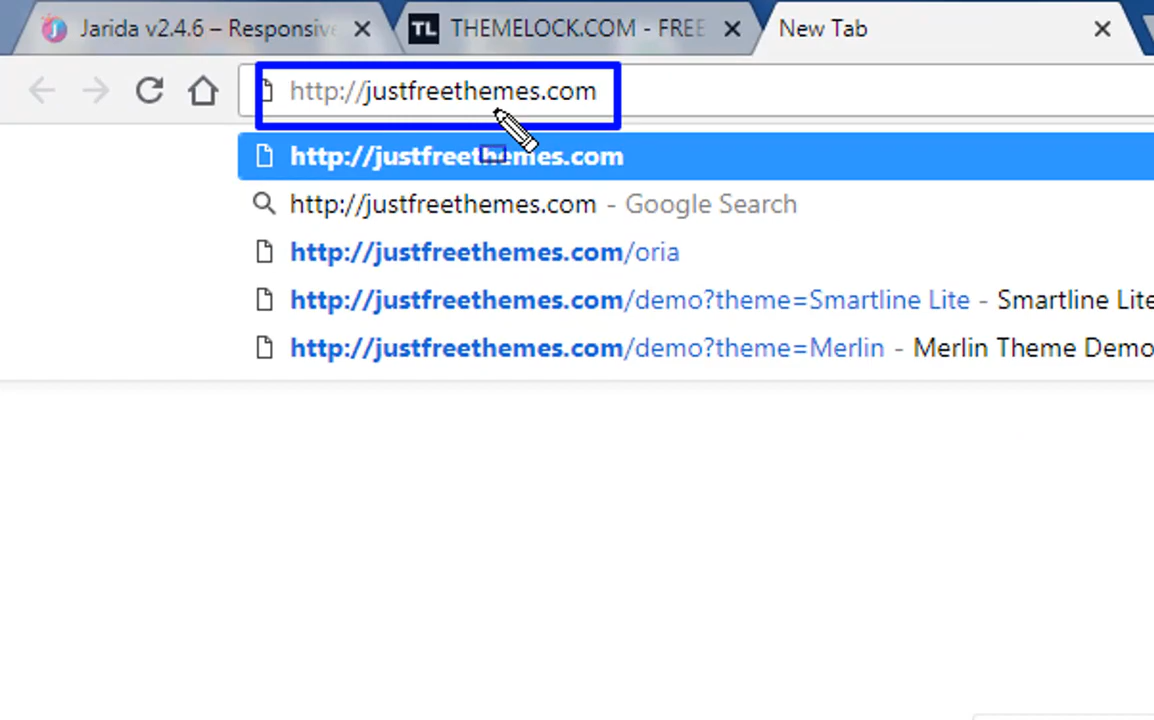 Jarida v2.4.6 – Responsive
TL THEMELOCK.COM - FREE
New Tab
http://justfreethemes.com
http://justfreethemes.com
http://justfreethemes.com - Google Search
http://justfreethemes.com/oria
http://justfreethemes.com/demo?theme=Smartline Lite - Smartline Lite
http://justfreethemes.com/demo?theme=Merlin - Merlin Theme Demo